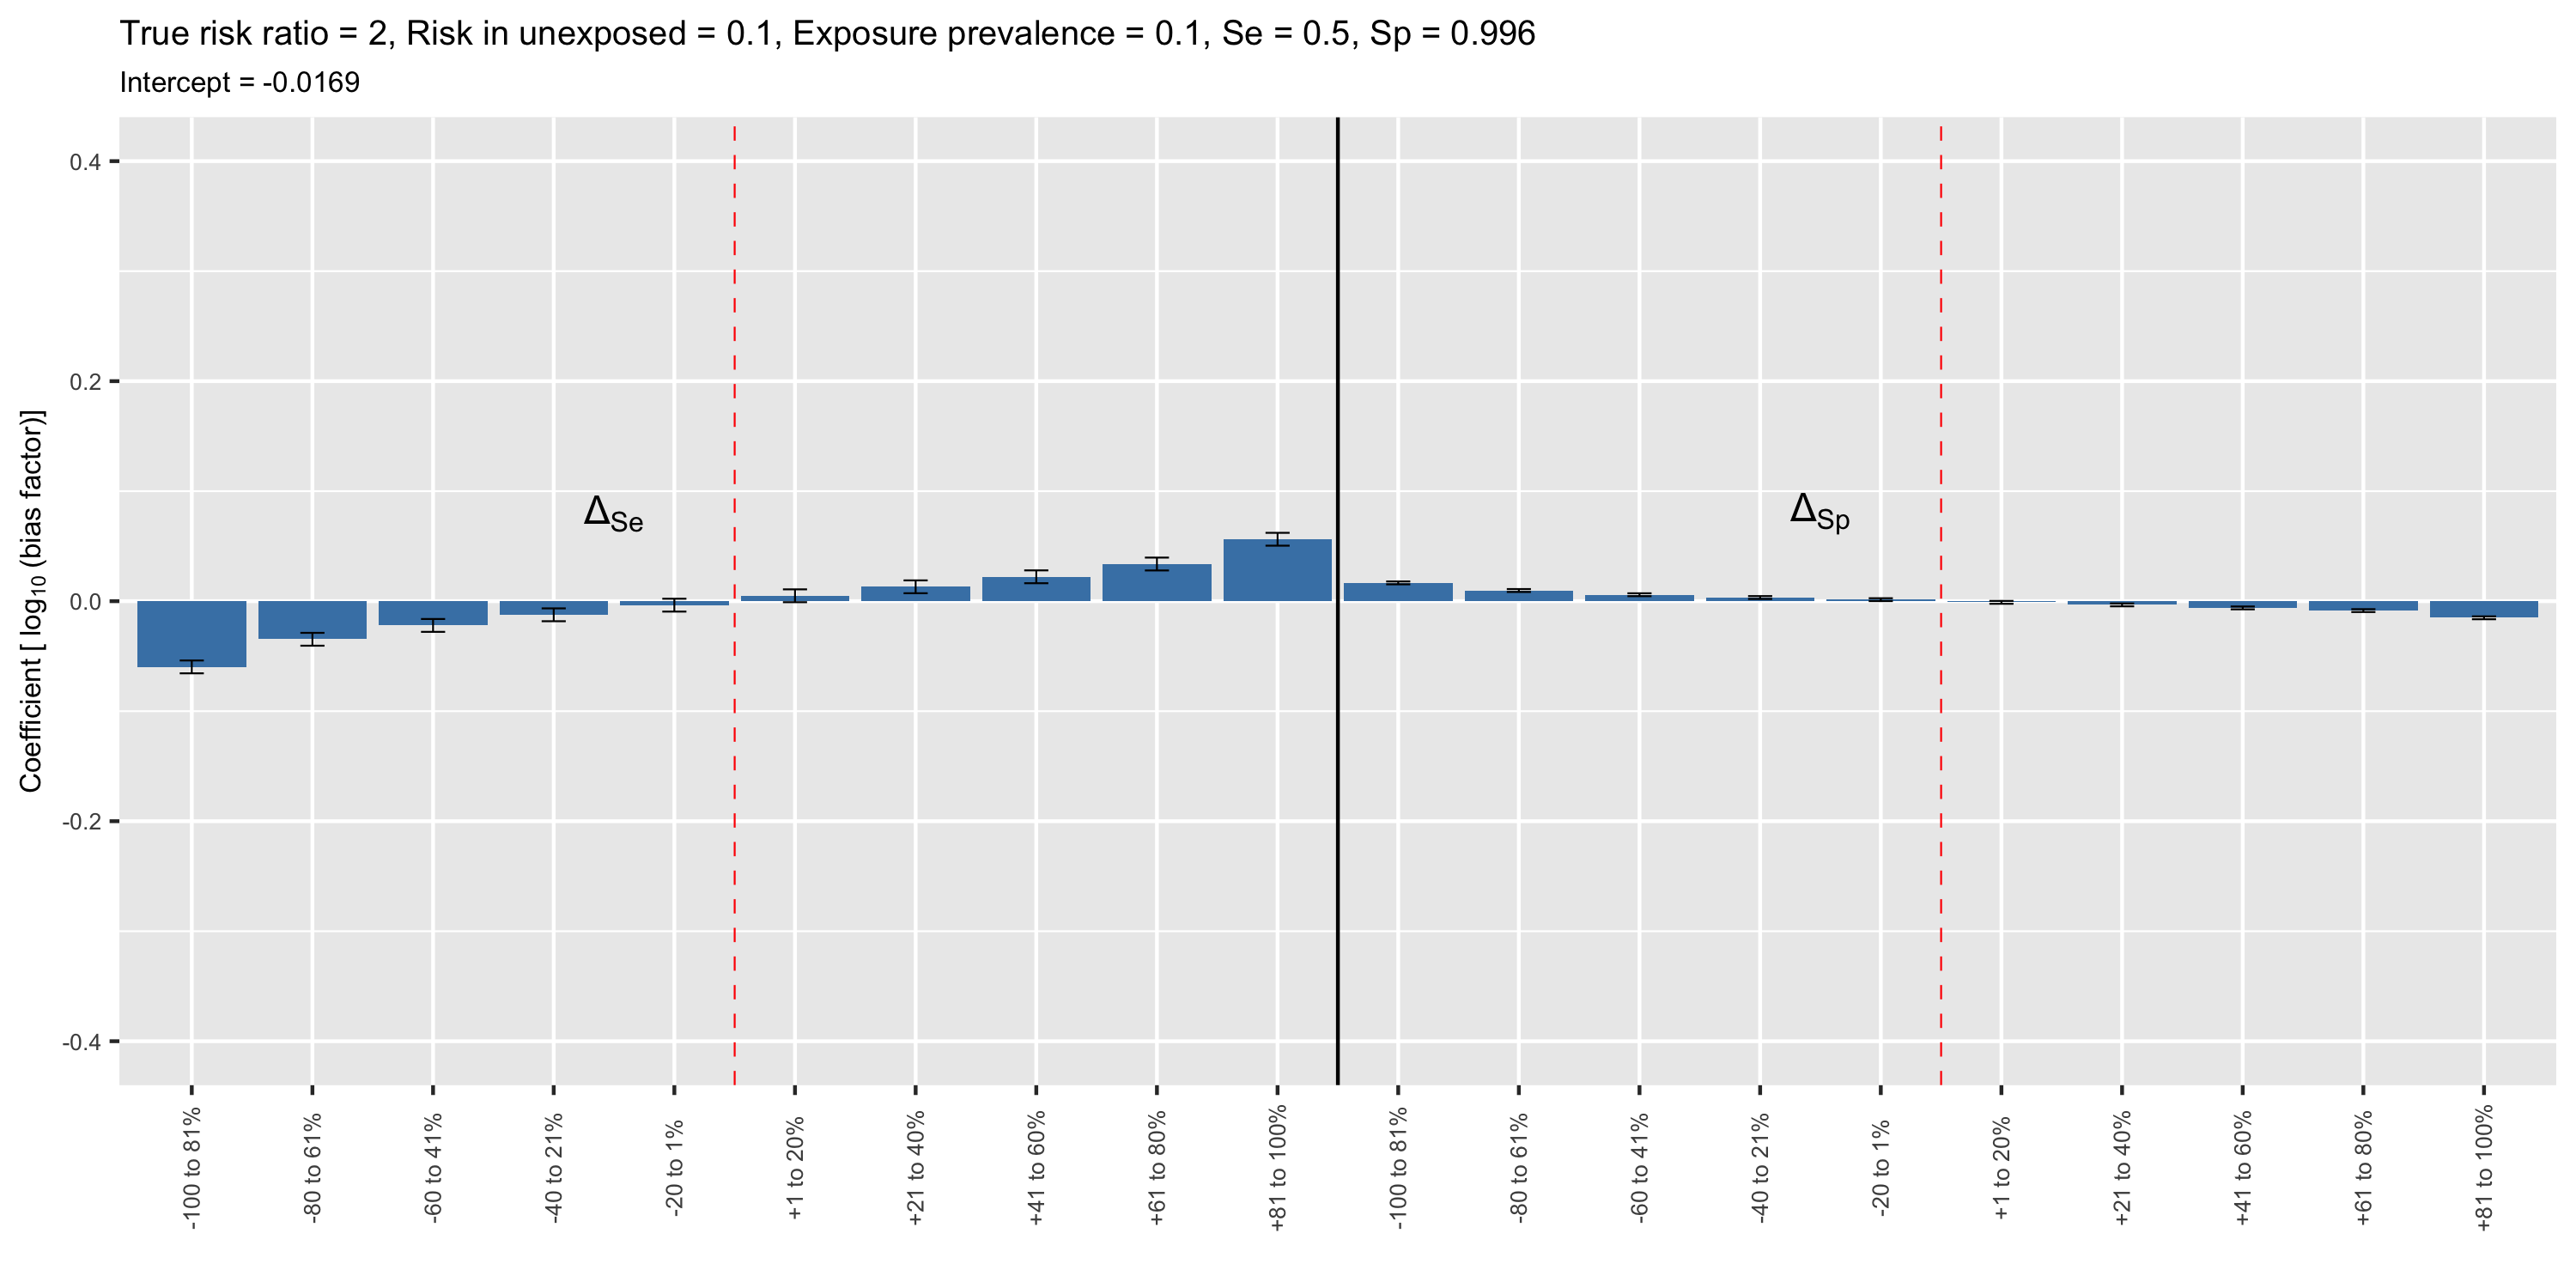 True risk ratio = 2, Risk in unexposed = 0.1, Exposure prevalence = 0.1, Se = 0.5, Sp = 0.996
Intercept = -0.0169
Coefficient [ log10 (bias factor)]
0.4
0.2
0.0
-0.2
-0.4
ΔSe
ΔSp
-100 to 81%
-80 to 61%
-60 to 41%
-40 to 21%
-20 to 1%
+1 to 20%
+21 to 40%
+41 to 60%
+61 to 80%
+81 to 100%
-100 to 81%
-80 to 61%
-60 to 41%
-40 to 21%
-20 to 1%
+1 to 20%
+21 to 40%
+41 to 60%
+61 to 80%
+81 to 100%